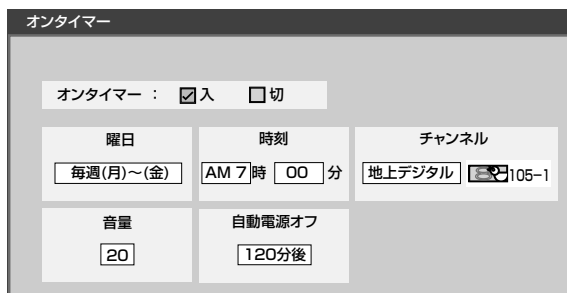 オンタイマー
オンタイマー : 入 切
曜日 時刻 チャンネル
毎週(月)~(金) AM 7時 00 分 地上デジタル 105-1
音量 自動電源オフ
20 120分後